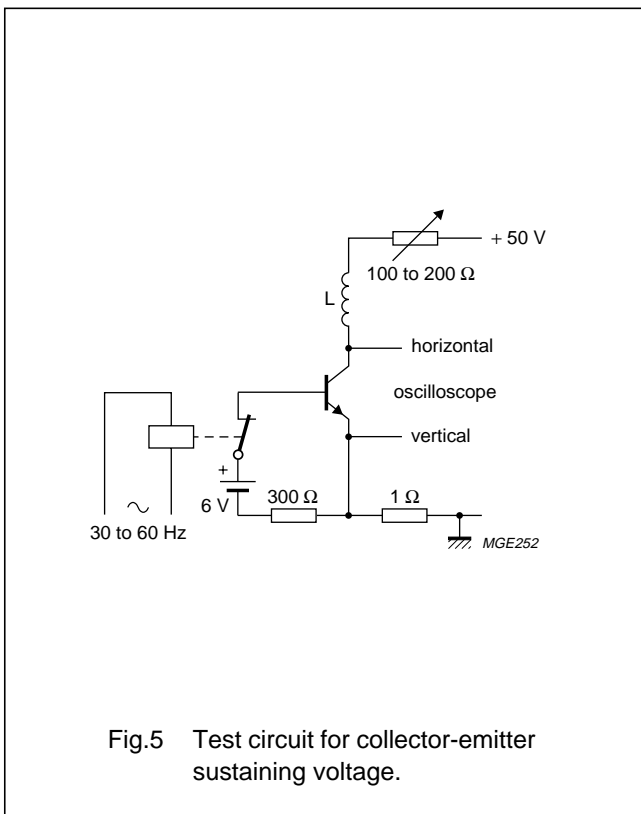 + 50 V
100 to 200 Ω
L
horizontal
oscilloscope
vertical
+
6 V
300 Ω
1 Ω
30 to 60 Hz
MGE252
Fig.5 Test circuit for collector-emitter
sustaining voltage.